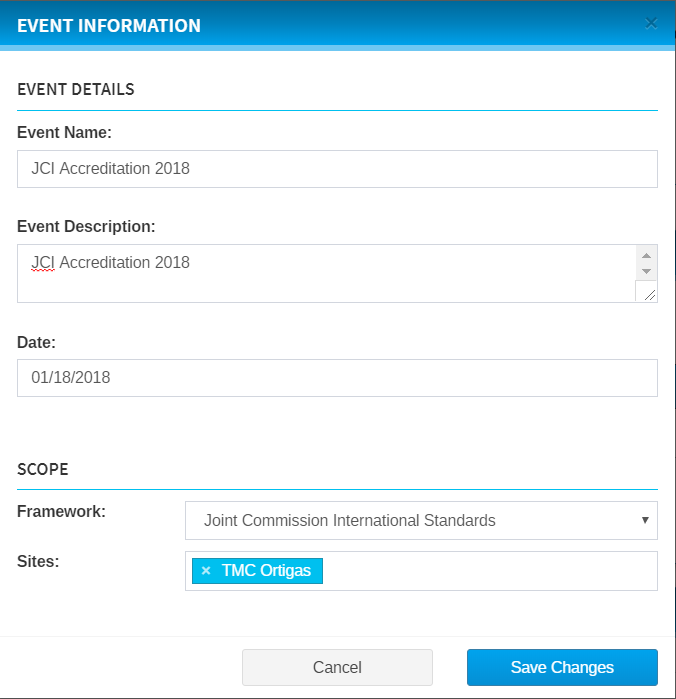 EVENT INFORMATION
×
EVENT DETAILS
Event Name:
JCI Accreditation 2018
Event Description:
JCI Accreditation 2018
Date:
01/18/2018
SCOPE
Framework:
Joint Commission International Standards
Sites:
× TMC Ortigas
Cancel
Save Changes